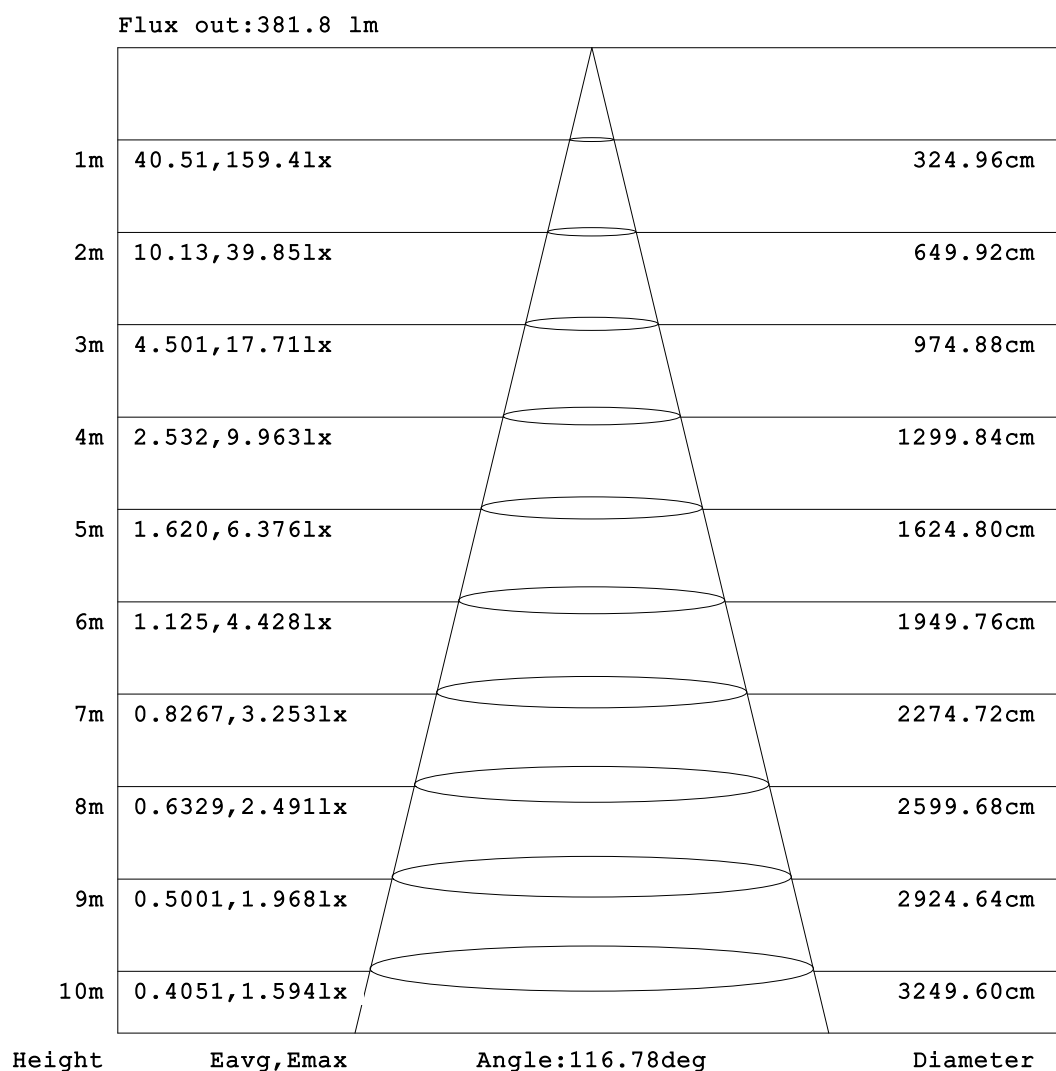 Flux out:381.8 lm
1m 40.51,159.4lx 324.96cm
2m 10.13,39.85lx 649.92cm
3m 4.501,17.71lx 974.88cm
4m 2.532,9.963lx 1299.84cm
5m 1.620,6.376lx 1624.80cm
6m 1.125,4.428lx 1949.76cm
7m 0.8267,3.253lx 2274.72cm
8m 0.6329,2.491lx 2599.68cm
9m 0.5001,1.968lx 2924.64cm
10m 0.4051,1.594lx 3249.60cm
Height Eavg,Emax Angle:116.78deg Diameter